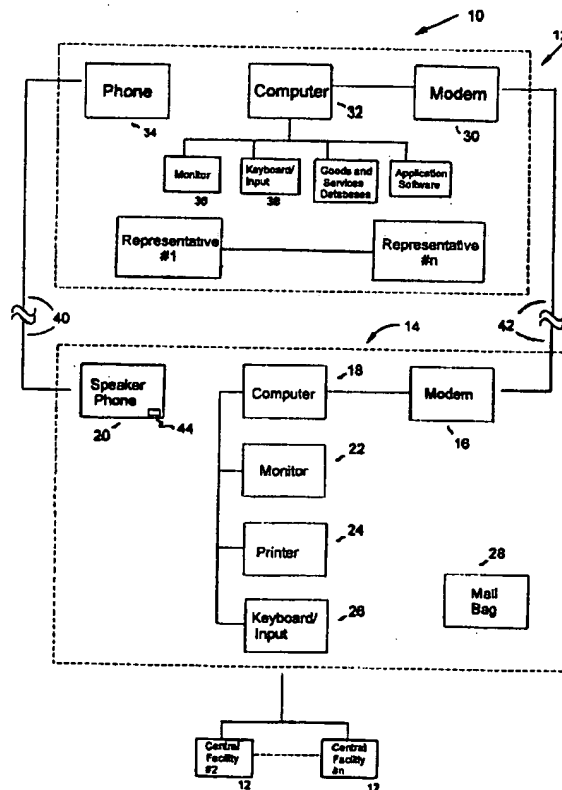 10
12
Phone
34
Computer
32
Modem
30
Monitor
36
Keyboard/
Input
38
Goods and
Services
Databases
Application
Software
Representative
#1
Representative
#n
40
42
14
Speaker
Phone
20
44
Computer
18
Modem
16
Monitor
22
Printer
24
Keyboard/
Input
26
28
Mail
Bag
Central
Facility
#2
12
Central
Facility
#n
12